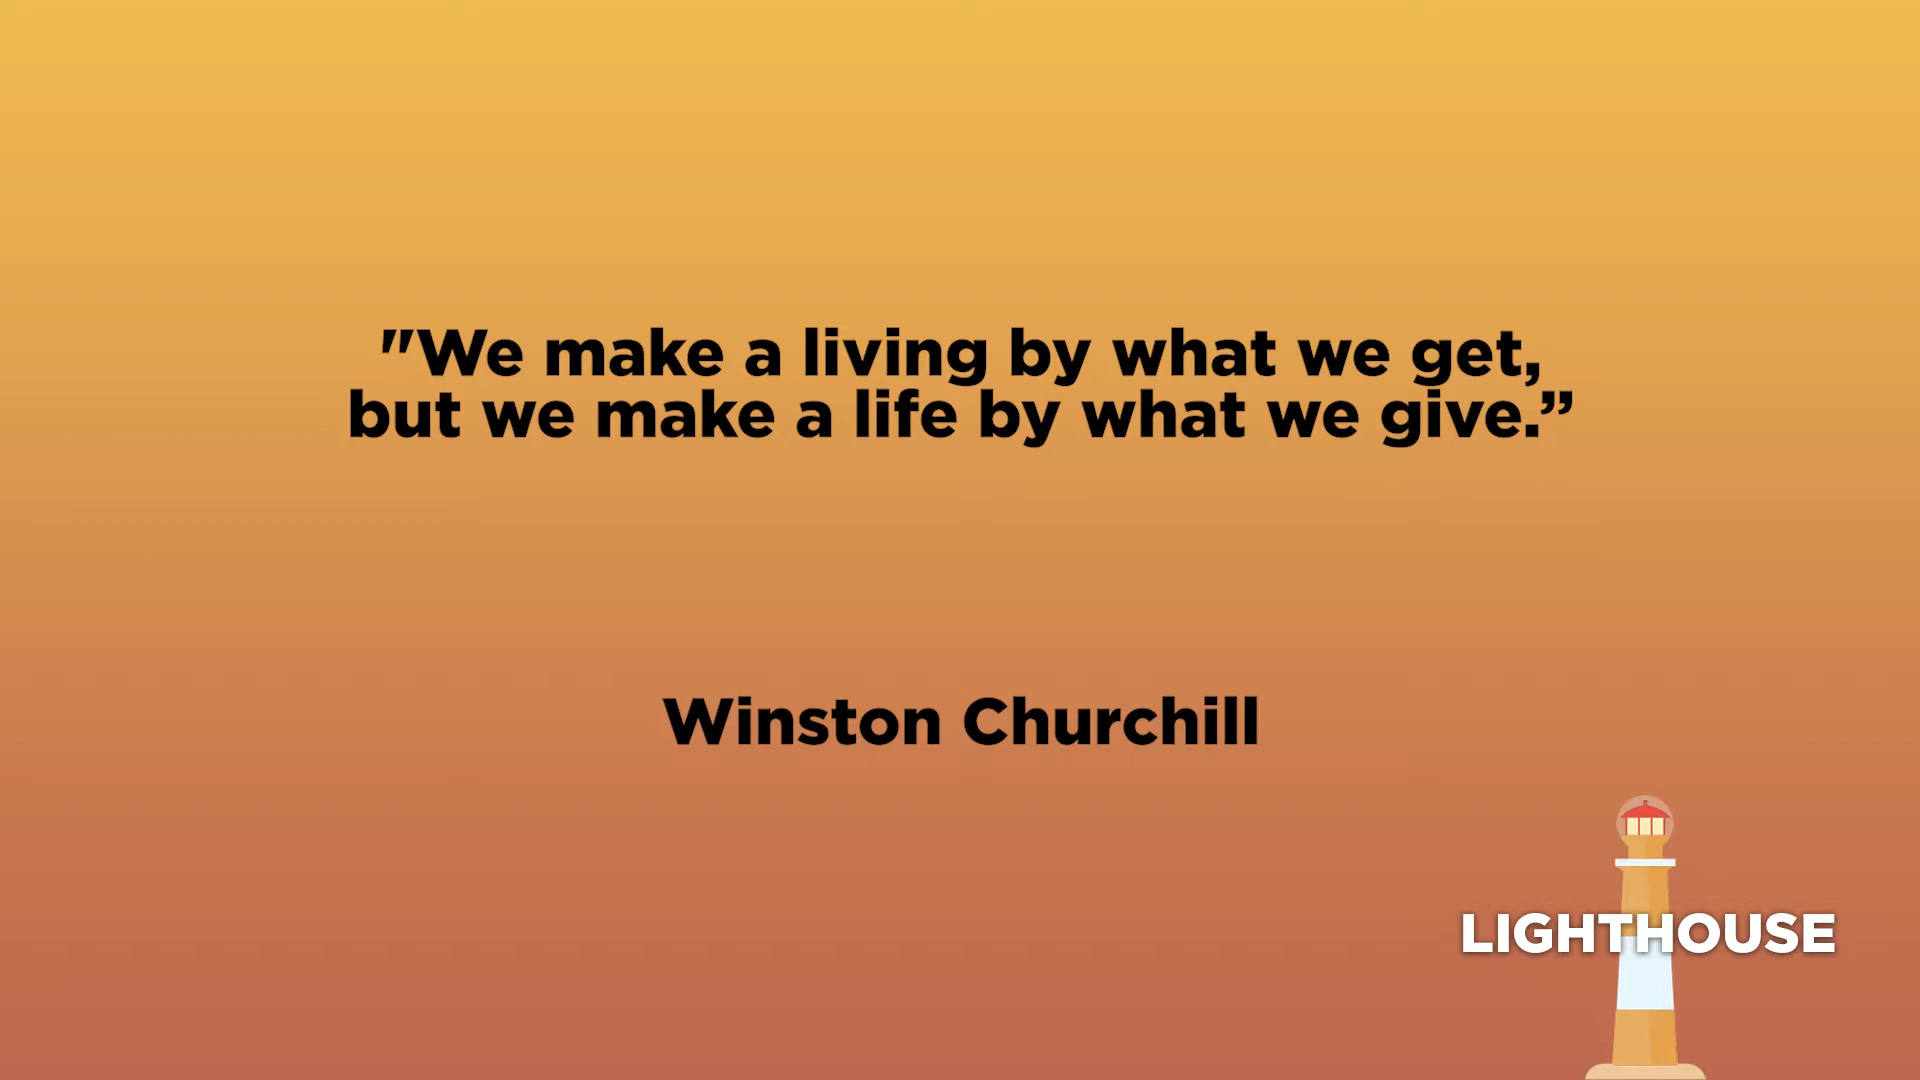 "We make a living by what we get,
but we make a life by what we give.”
Winston Churchill
LIGHTHOUSE